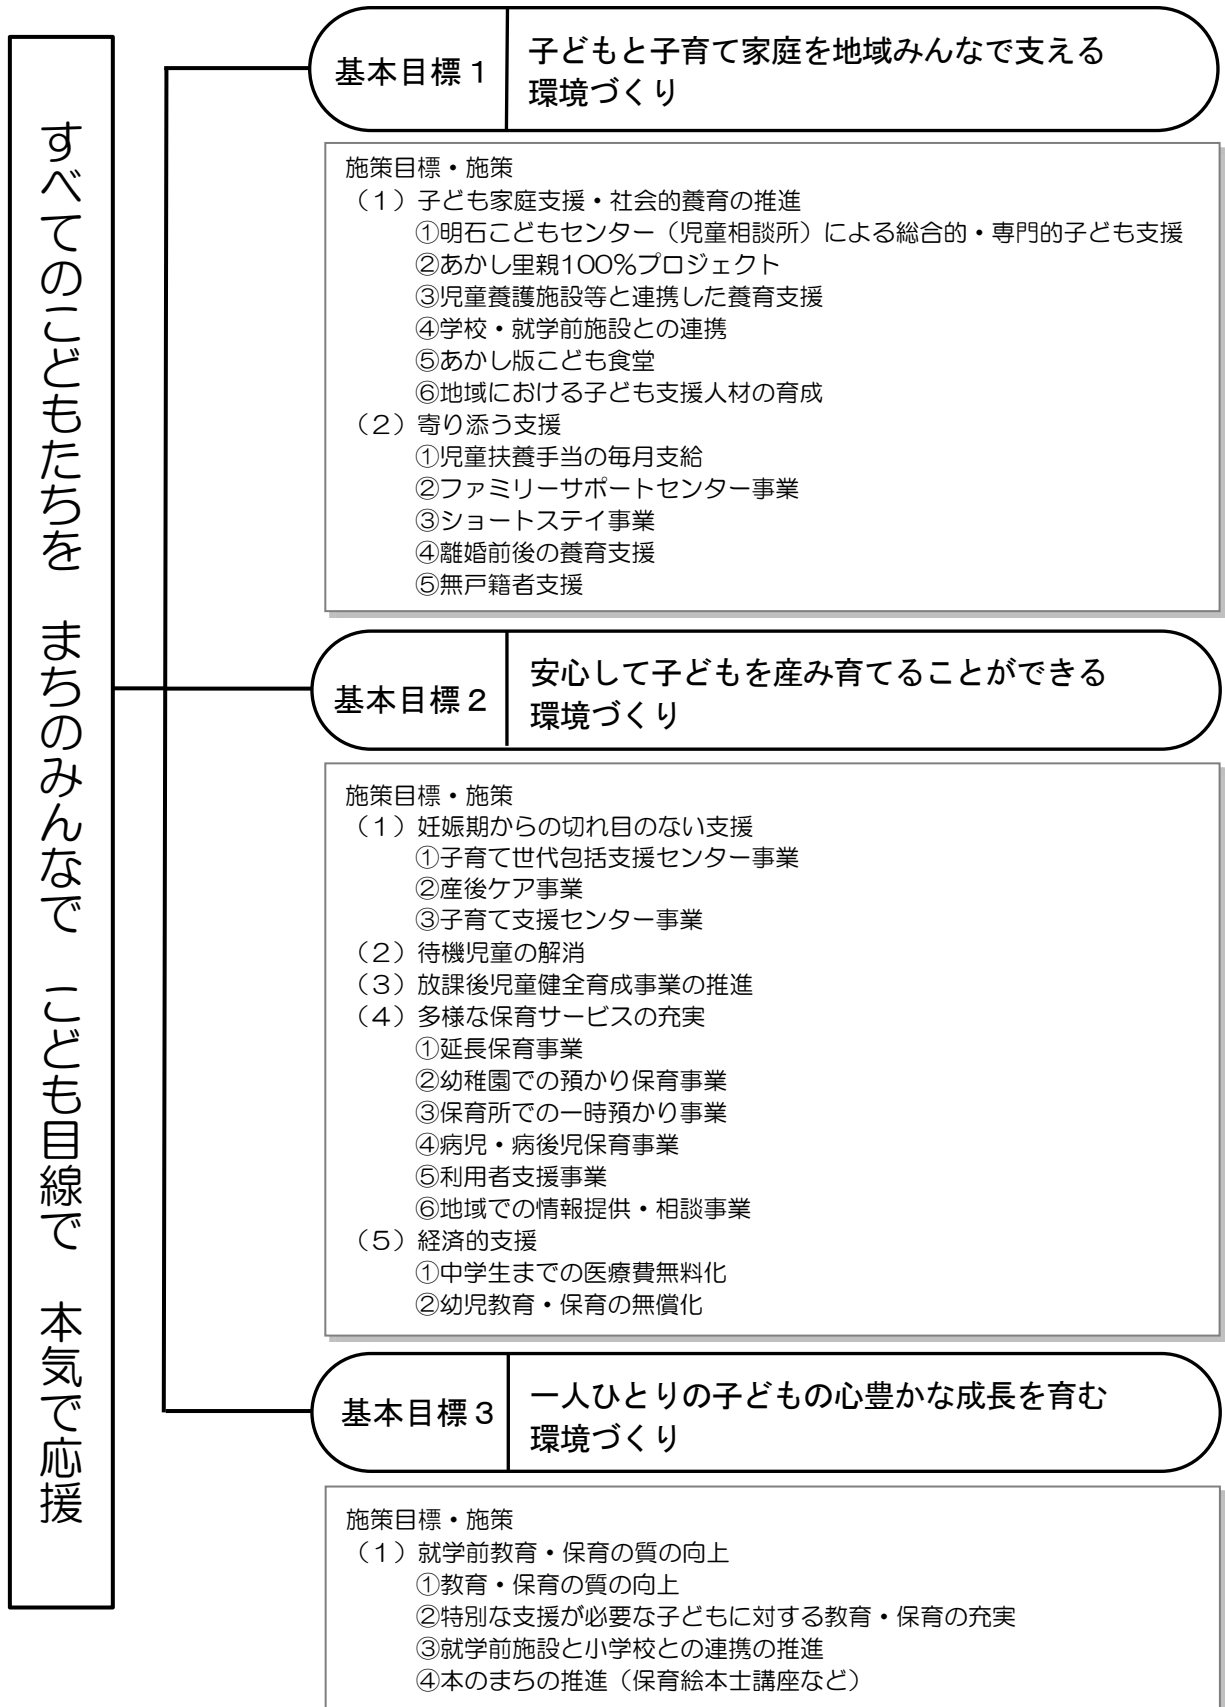 すべてのこどもたちを　まちのみんなで　こども目線で　本気で応援
基本目標１
子どもと子育て家庭を地域みんなで支える
環境づくり
施策目標・施策
（１）子ども家庭支援・社会的養育の推進
①明石こどもセンター（児童相談所）による総合的・専門的子ども支援
②あかし里親100％プロジェクト
③児童養護施設等と連携した養育支援
④学校・就学前施設との連携
⑤あかし版こども食堂
⑥地域における子ども支援人材の育成
（２）寄り添う支援
①児童扶養手当の毎月支給
②ファミリーサポートセンター事業
③ショートステイ事業
④離婚前後の養育支援
⑤無戸籍者支援
基本目標２
安心して子どもを産み育てることができる
環境づくり
施策目標・施策
（１）妊娠期からの切れ目のない支援
①子育て世代包括支援センター事業
②産後ケア事業
③子育て支援センター事業
（２）待機児童の解消
（３）放課後児童健全育成事業の推進
（４）多様な保育サービスの充実
①延長保育事業
②幼稚園での預かり保育事業
③保育所での一時預かり事業
④病児・病後児保育事業
⑤利用者支援事業
⑥地域での情報提供・相談事業
（５）経済的支援
①中学生までの医療費無料化
②幼児教育・保育の無償化
基本目標３
一人ひとりの子どもの心豊かな成長を育む
環境づくり
施策目標・施策
（１）就学前教育・保育の質の向上
①教育・保育の質の向上
②特別な支援が必要な子どもに対する教育・保育の充実
③就学前施設と小学校との連携の推進
④本のまちの推進（保育絵本士講座など）